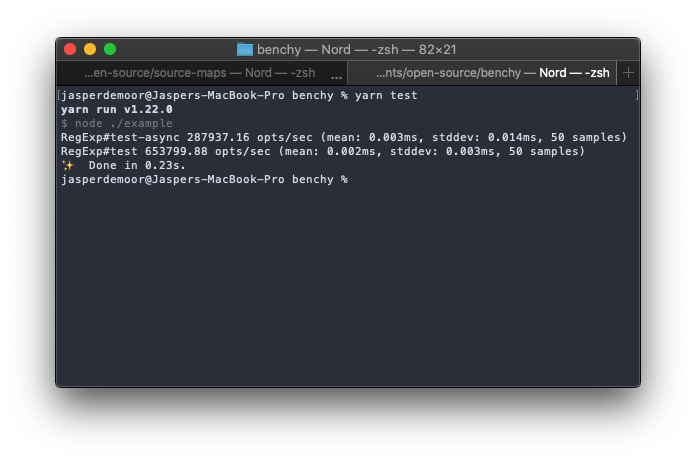 benchy — Nord — -zsh — 82×21
...en-source/source-maps — Nord — -zsh ... ...nts/open-source/benchy — Nord — -zsh +
[jasperdemoor@Jaspers-MacBook-Pro benchy % yarn test ]
yarn run v1.22.0
$ node ./example
RegExp#test-async 287937.16 opts/sec (mean: 0.003ms, stddev: 0.014ms, 50 samples)
RegExp#test 653799.88 opts/sec (mean: 0.002ms, stddev: 0.003ms, 50 samples)
✨ Done in 0.23s.
jasperdemoor@Jaspers-MacBook-Pro benchy %